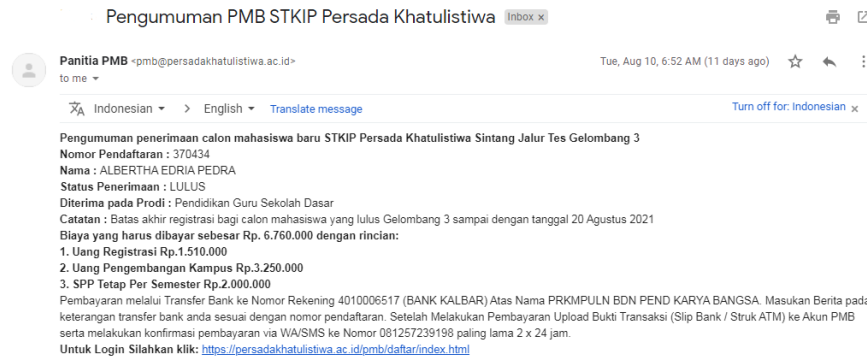 Pengumuman PMB STKIP Persada Khatulistiwa Inbox x
Panitia PMB <pmb@persadakhatulistiwa.ac.id> Tue, Aug 10, 6:52 AM (11 days ago)
to me
Indonesian > English Translate message Turn off for: Indonesian x
Pengumuman penerimaan calon mahasiswa baru STKIP Persada Khatulistiwa Sintang Jalur Tes Gelombang 3
Nomor Pendaftaran : 370434
Nama : ALBERTHA EDRIA PEDRA
Status Penerimaan : LULUS
Diterima pada Prodi : Pendidikan Guru Sekolah Dasar
Catatan : Batas akhir registrasi bagi calon mahasiswa yang lulus Gelombang 3 sampai dengan tanggal 20 Agustus 2021
Biaya yang harus dibayar sebesar Rp. 6.760.000 dengan rincian:
1. Uang Registrasi Rp.1.510.000
2. Uang Pengembangan Kampus Rp.3.250.000
3. SPP Tetap Per Semester Rp.2.000.000
Pembayaran melalui Transfer Bank ke Nomor Rekening 4010006517 (BANK KALBAR) Atas Nama PRKMPULN BDN PEND KARYA BANGSA. Masukan Berita pada
keterangan transfer bank anda sesuai dengan nomor pendaftaran. Setelah Melakukan Pembayaran Upload Bukti Transaksi (Slip Bank / Struk ATM) ke Akun PMB
serta melakukan konfirmasi pembayaran via WA/SMS ke Nomor 081257239198 paling lama 2 x 24 jam.
Untuk Login Silahkan klik: https://persadakhatulistiwa.ac.id/pmb/daftar/index.html